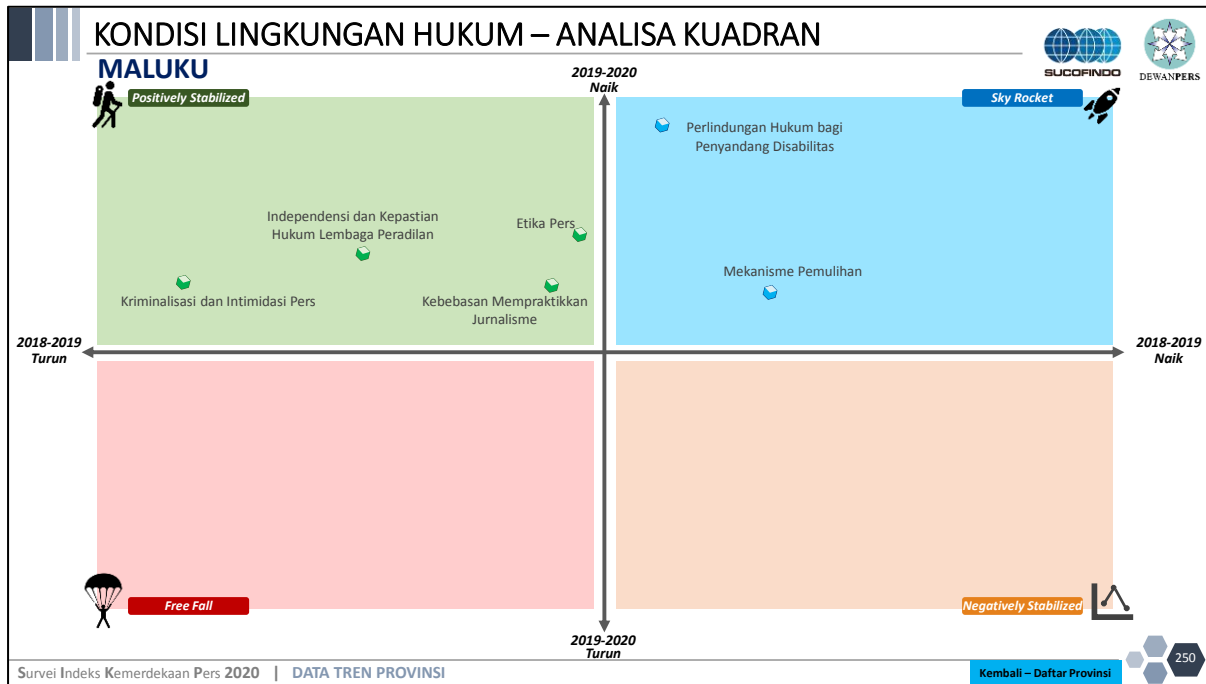 KONDISI LINGKUNGAN HUKUM – ANALISA KUADRAN
MALUKU
SUCOFINDO
DEWANPERS
2019-2020
Naik
Positively Stabilized
Sky Rocket
Perlindungan Hukum bagi
Penyandang Disabilitas
Independensi dan Kepastian
Hukum Lembaga Peradilan
Etika Pers
Mekanisme Pemulihan
Kriminalisasi dan Intimidasi Pers
Kebebasan Mempraktikkan
Jurnalisme
2018-2019
Turun
2018-2019
Naik
Free Fall
Negatively Stabilized
2019-2020
Turun
Survei Indeks Kemerdekaan Pers 2020 | DATA TREN PROVINSI
Kembali – Daftar Provinsi
250